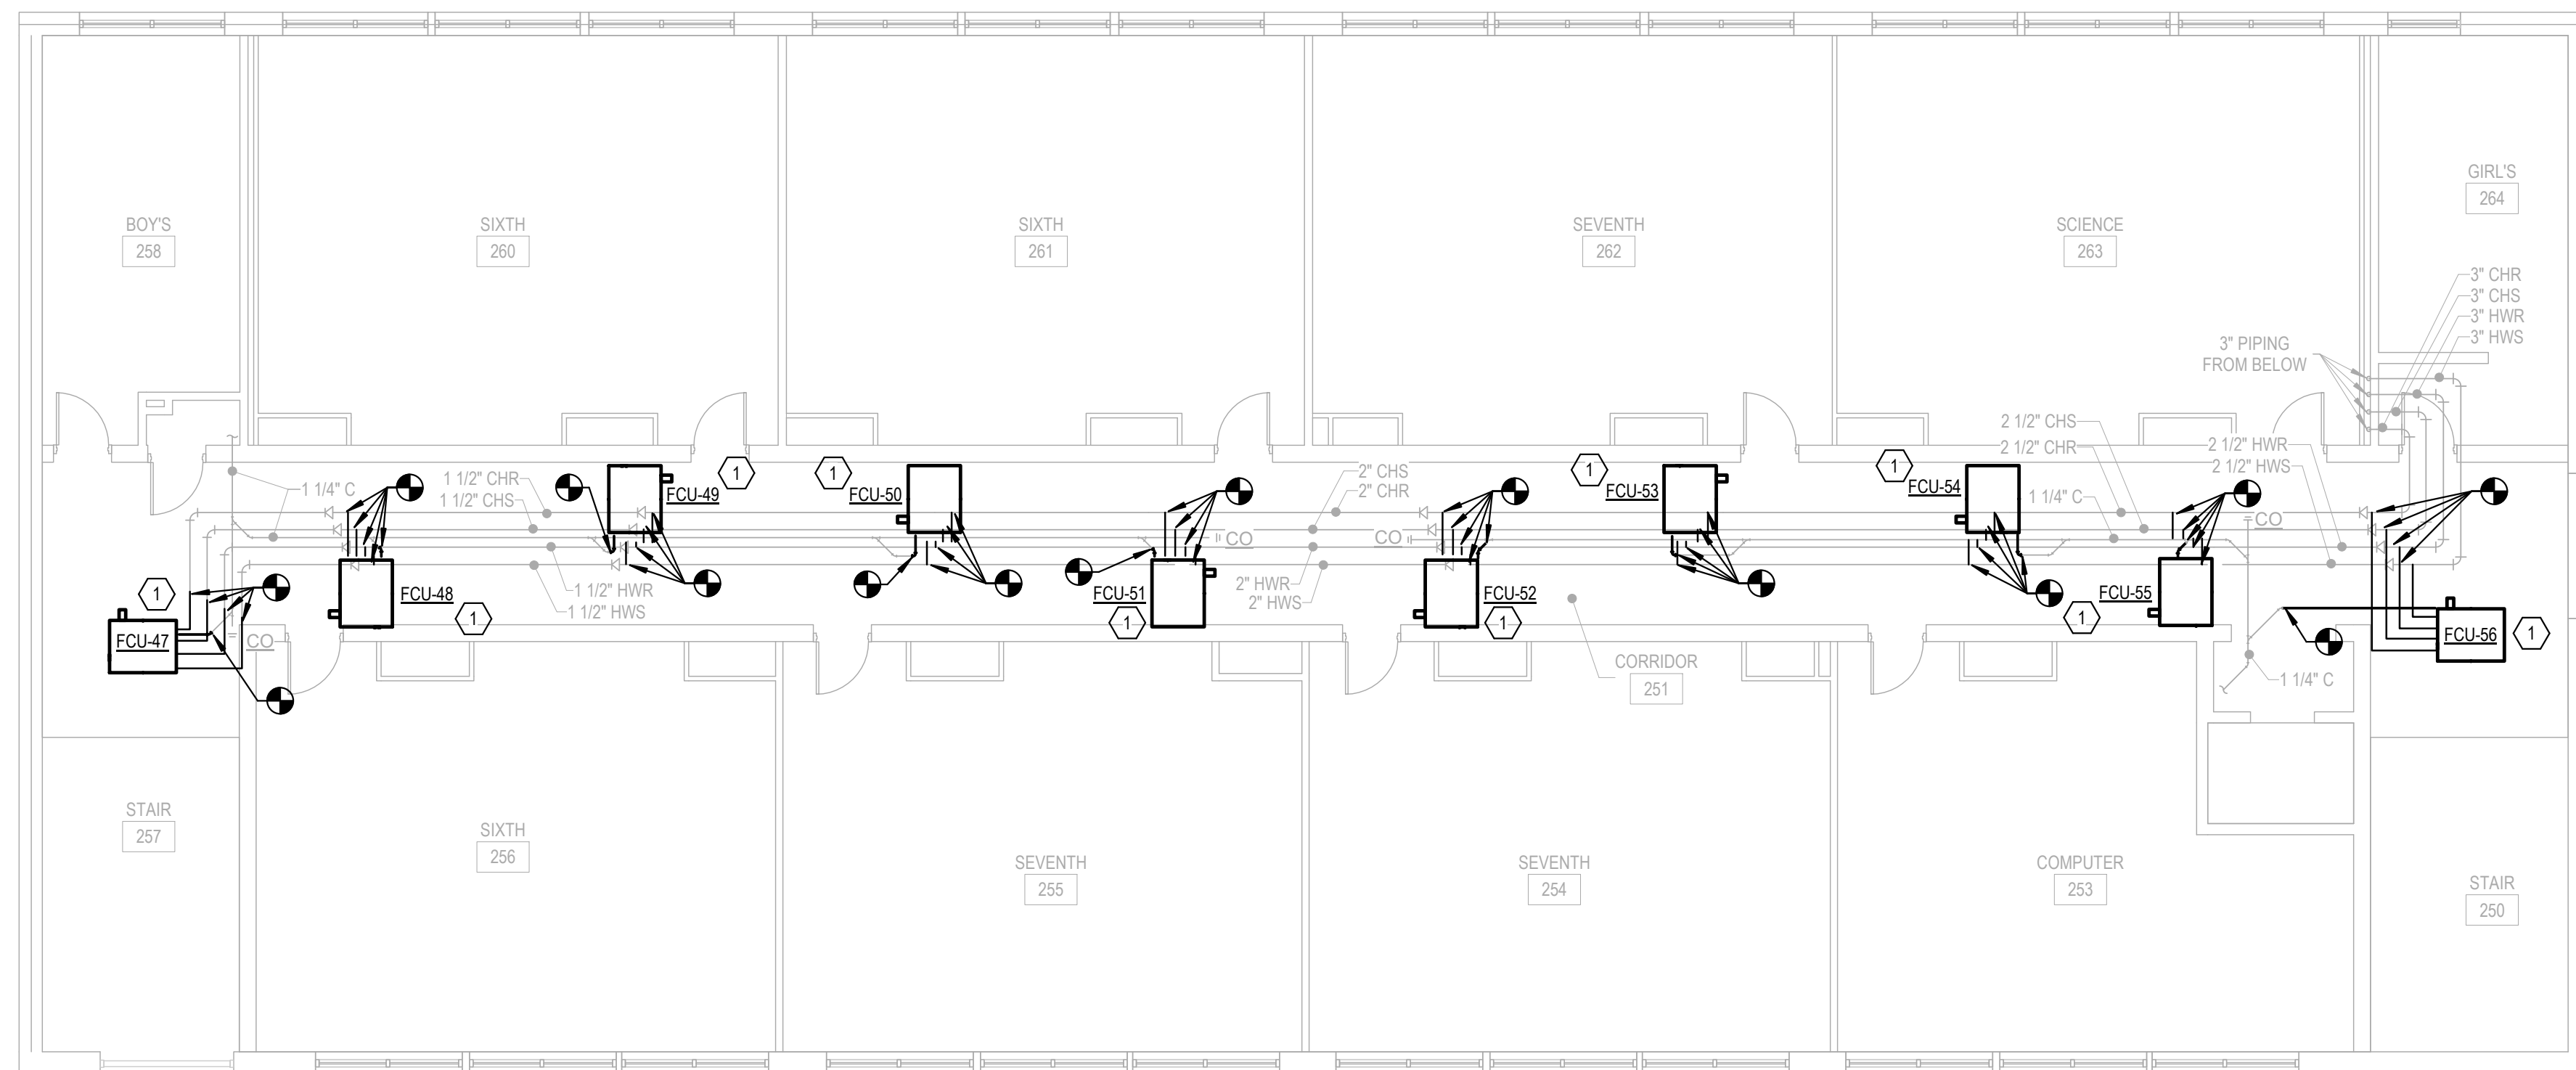 BOY'S
258
SIXTH
260
SIXTH
261
SEVENTH
262
SCIENCE
263
GIRL'S
264
3" CHR
3" CHS
3" HWR
3" HWS
3" PIPING
FROM BELOW
2 1/2" CHS
2 1/2" CHR
2 1/2" HWR
2 1/2" HWS
1 1/4" C
1 1/4" C
1 1/2" CHR
1 1/2" CHS
FCU-49
1
1
FCU-50
2" CHS
2" CHR
1
FCU-53
1
FCU-54
CO
CO
CO
1 1/2" HWR
1 1/2" HWS
2" HWR
2" HWS
1
FCU-47
CO
FCU-48
1
FCU-51
1
FCU-52
1
FCU-55
1
FCU-56
1
1 1/4" C
CORRIDOR
251
STAIR
257
SIXTH
256
SEVENTH
255
SEVENTH
254
COMPUTER
253
STAIR
250